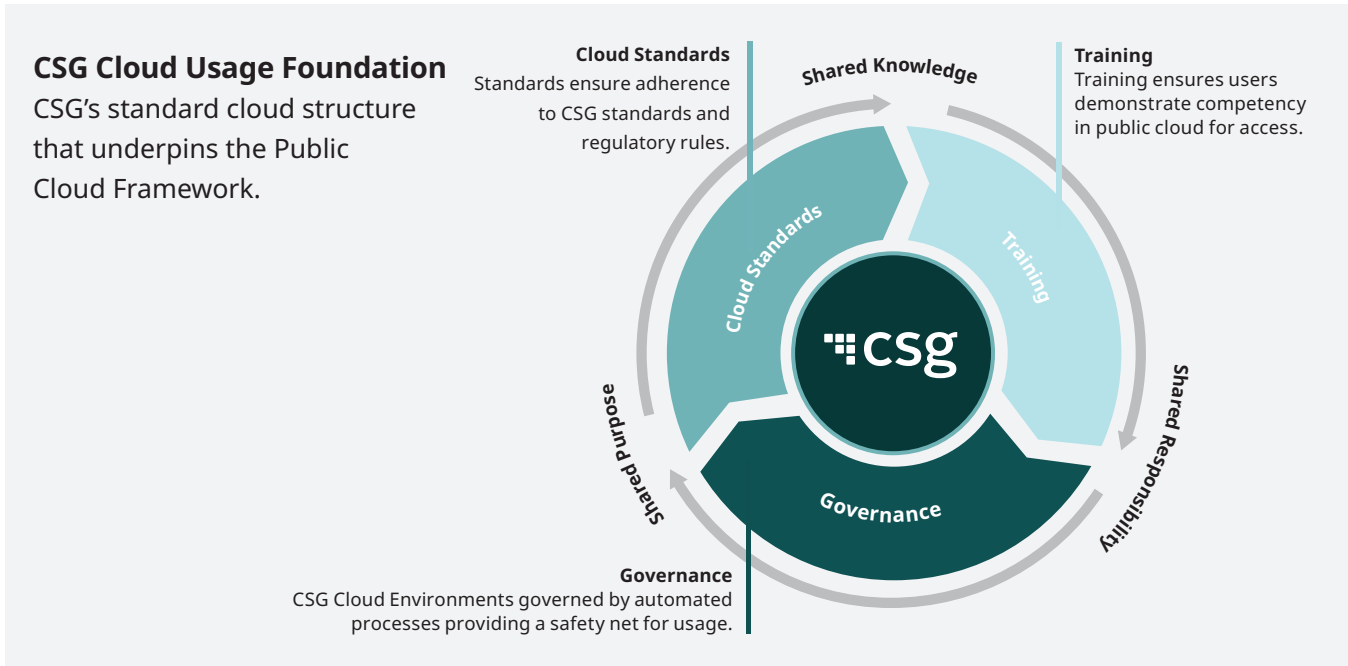 CSG Cloud Usage Foundation
CSG’s standard cloud structure
that underpins the Public
Cloud Framework.
Cloud Standards
Standards ensure adherence
to CSG standards and
regulatory rules.
Shared Knowledge
Training
Training ensures users
demonstrate competency
in public cloud for access.
Cloud Standards
Training
csg
Shared Purpose
Shared Responsibility
Governance
Governance
CSG Cloud Environments governed by automated
processes providing a safety net for usage.